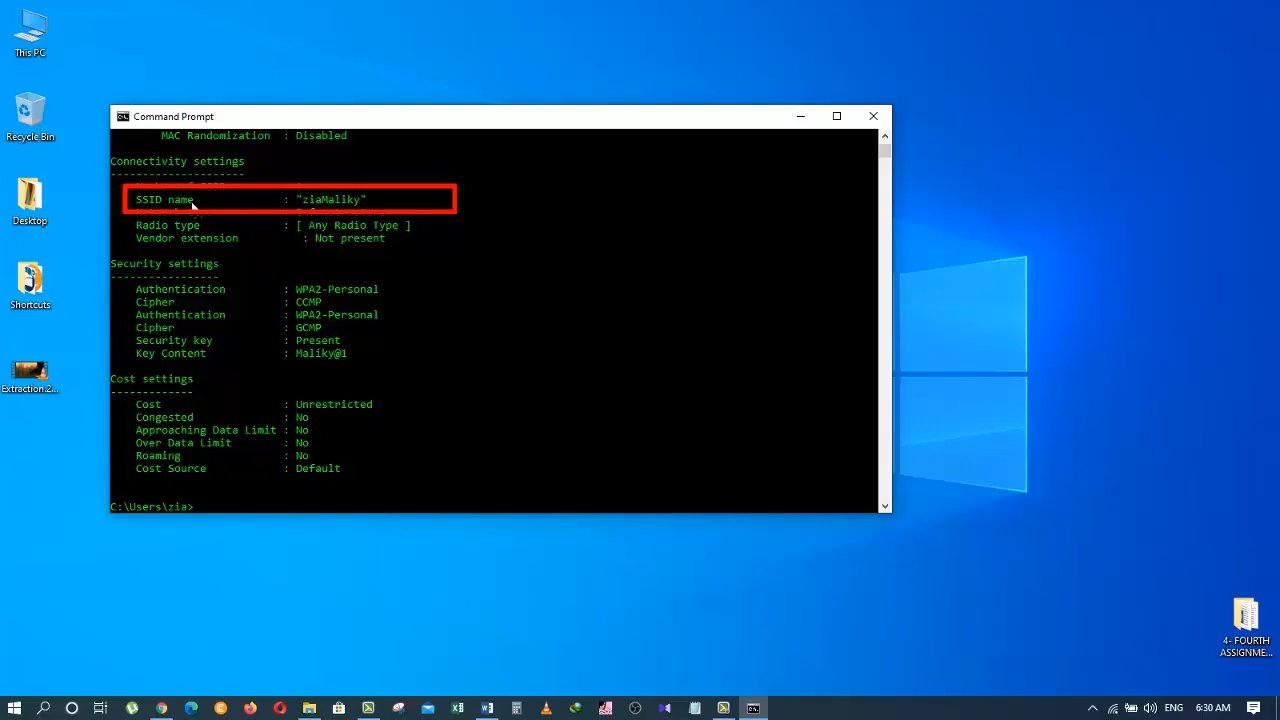 This PC
Recycle Bin
Desktop
Shortcuts
Extraction.2...
Command Prompt
MAC Randomization : Disabled
Connectivity settings
---------------------
SSID name : "ziaMaliky"
Radio type : [ Any Radio Type ]
Vendor extension : Not present
Security settings
-----------------
Authentication : WPA2-Personal
Cipher : CCMP
Authentication : WPA2-Personal
Cipher : GCMP
Security key : Present
Key Content : Maliky@1
Cost settings
-------------
Cost : Unrestricted
Congested : No
Approaching Data Limit : No
Over Data Limit : No
Roaming : No
Cost Source : Default
C:\Users\zia>
4- FOURTH
ASSIGNME...
ENG
6:30 AM